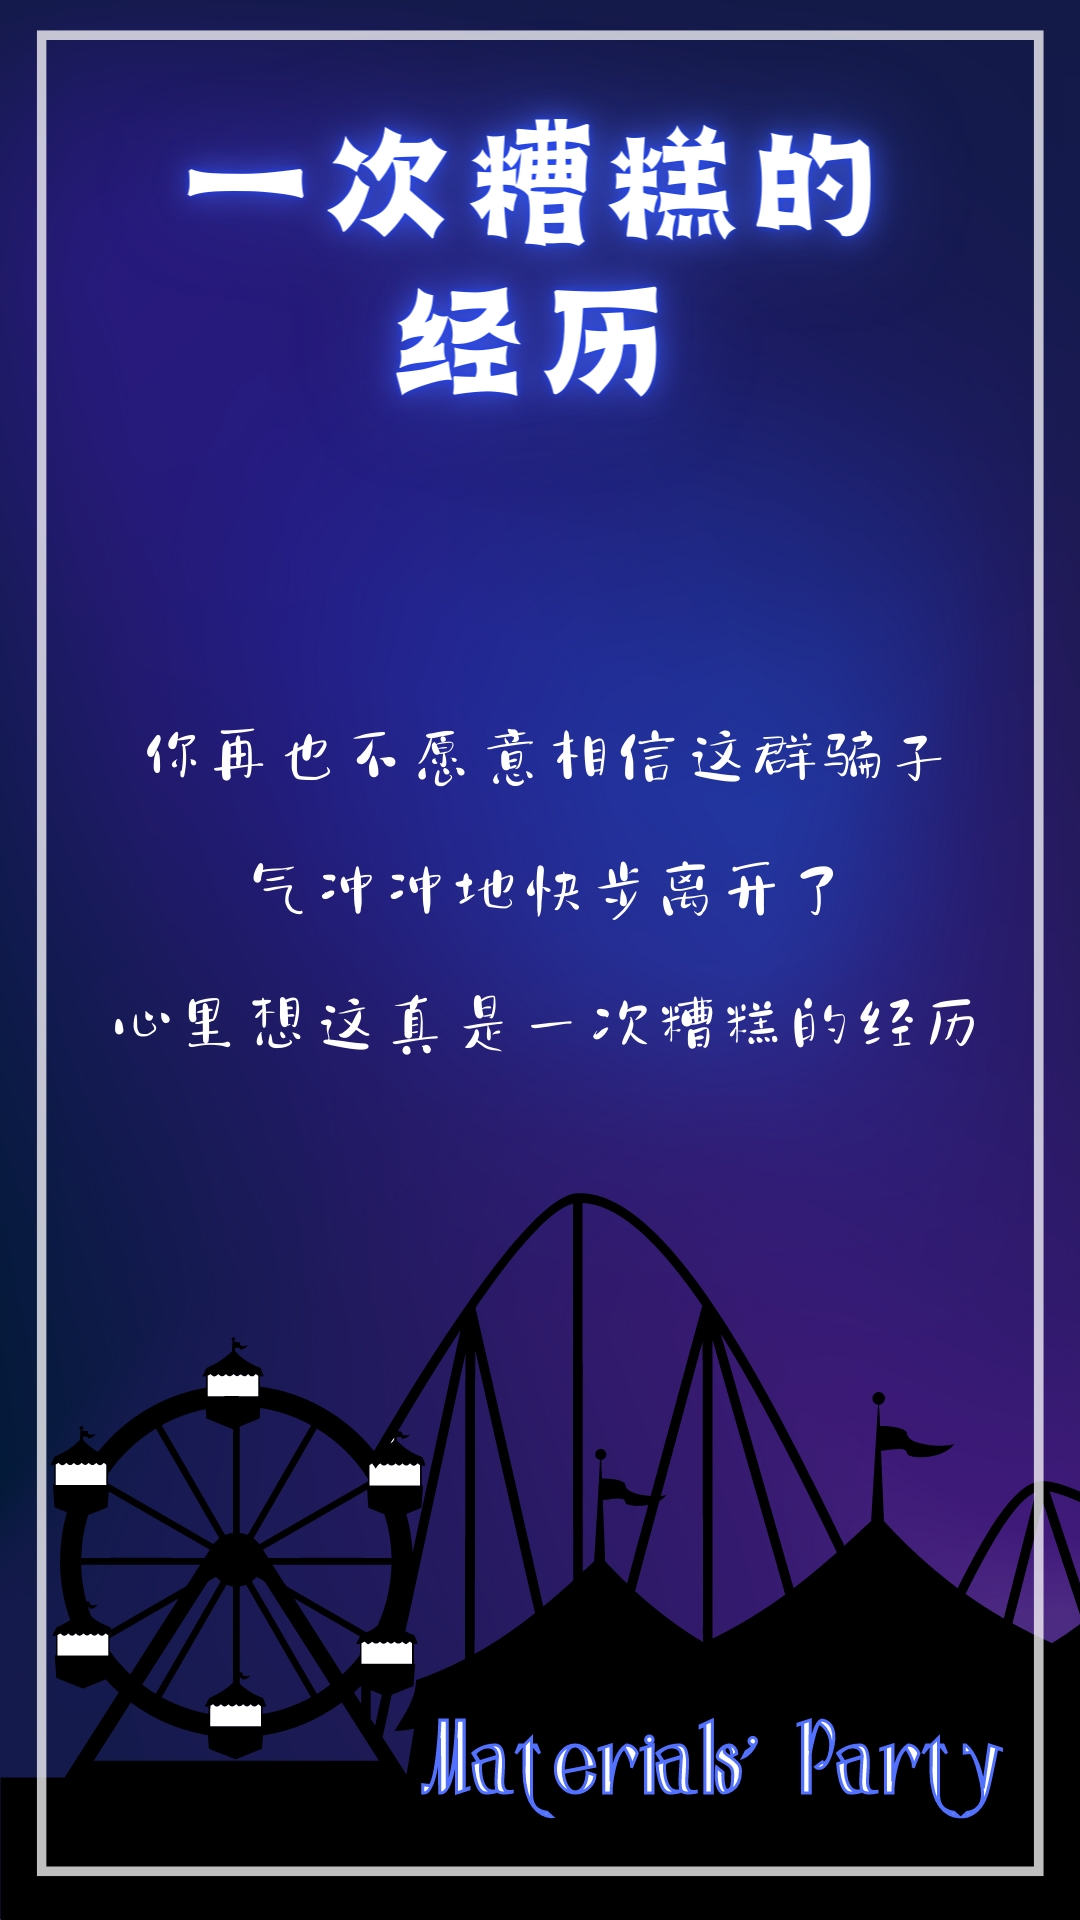 一次糟糕的
经历
你再也不愿意相信这群骗子
气冲冲地快步离开了
心里想这真是一次糟糕的经历
Materials' Party